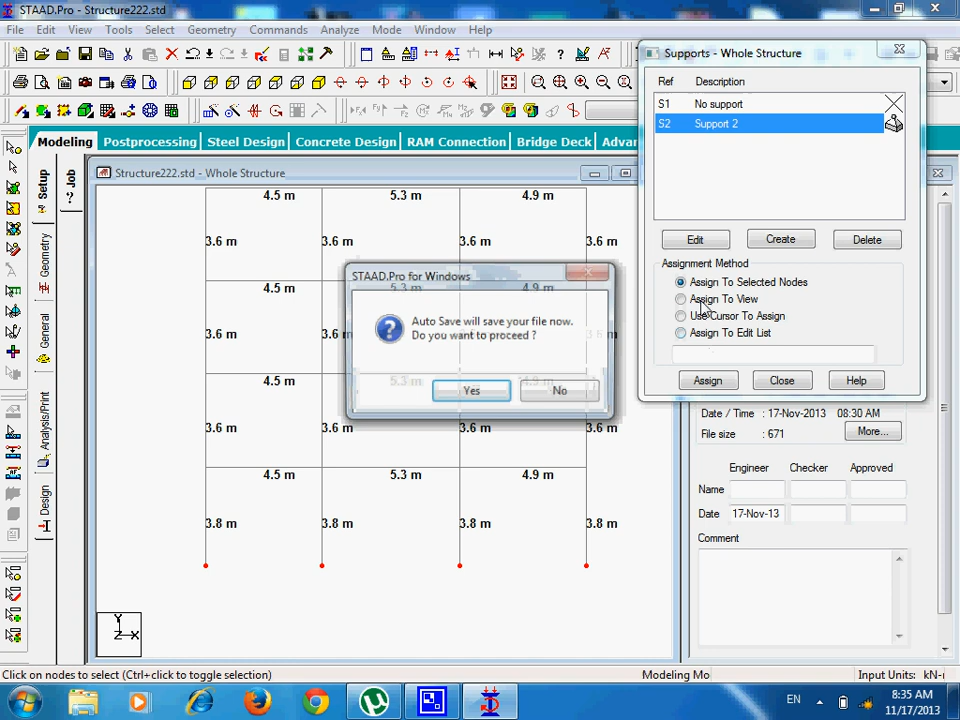 STAAD.Pro - Structure222.std
File Edit View Tools Select Geometry Commands Analyze Mode Window Help
Modeling Postprocessing Steel Design Concrete Design RAM Connection Bridge Deck Advan
Setup
Job
Geometry
General
Analysis/Print
Design
Structure222.std - Whole Structure
4.5 m 5.3 m 4.9 m
3.6 m 3.6 m 3.6 m 3.6 m
4.5 m 5.3 m 4.9 m
3.6 m 3.6 m 3.6 m
4.5 m 5.3 m 4.9 m
3.6 m 3.6 m 3.6 m 3.6 m
4.5 m 5.3 m 4.9 m
3.8 m 3.8 m 3.8 m 3.8 m
Y
Z X
STAAD.Pro for Windows
Auto Save will save your file now.
Do you want to proceed ?
Yes No
Supports - Whole Structure
Ref Description
S1 No support
S2 Support 2
Edit Create Delete
Assignment Method
Assign To Selected Nodes
Assign To View
Use Cursor To Assign
Assign To Edit List
Assign Close Help
Date / Time : 17-Nov-2013 08:30 AM
File size : 671
More...
Engineer Checker Approved
Name
Date 17-Nov-13
Comment
Click on nodes to select (Ctrl+click to toggle selection) Modeling Mo Input Units: kN-
EN
8:35 AM
11/17/2013